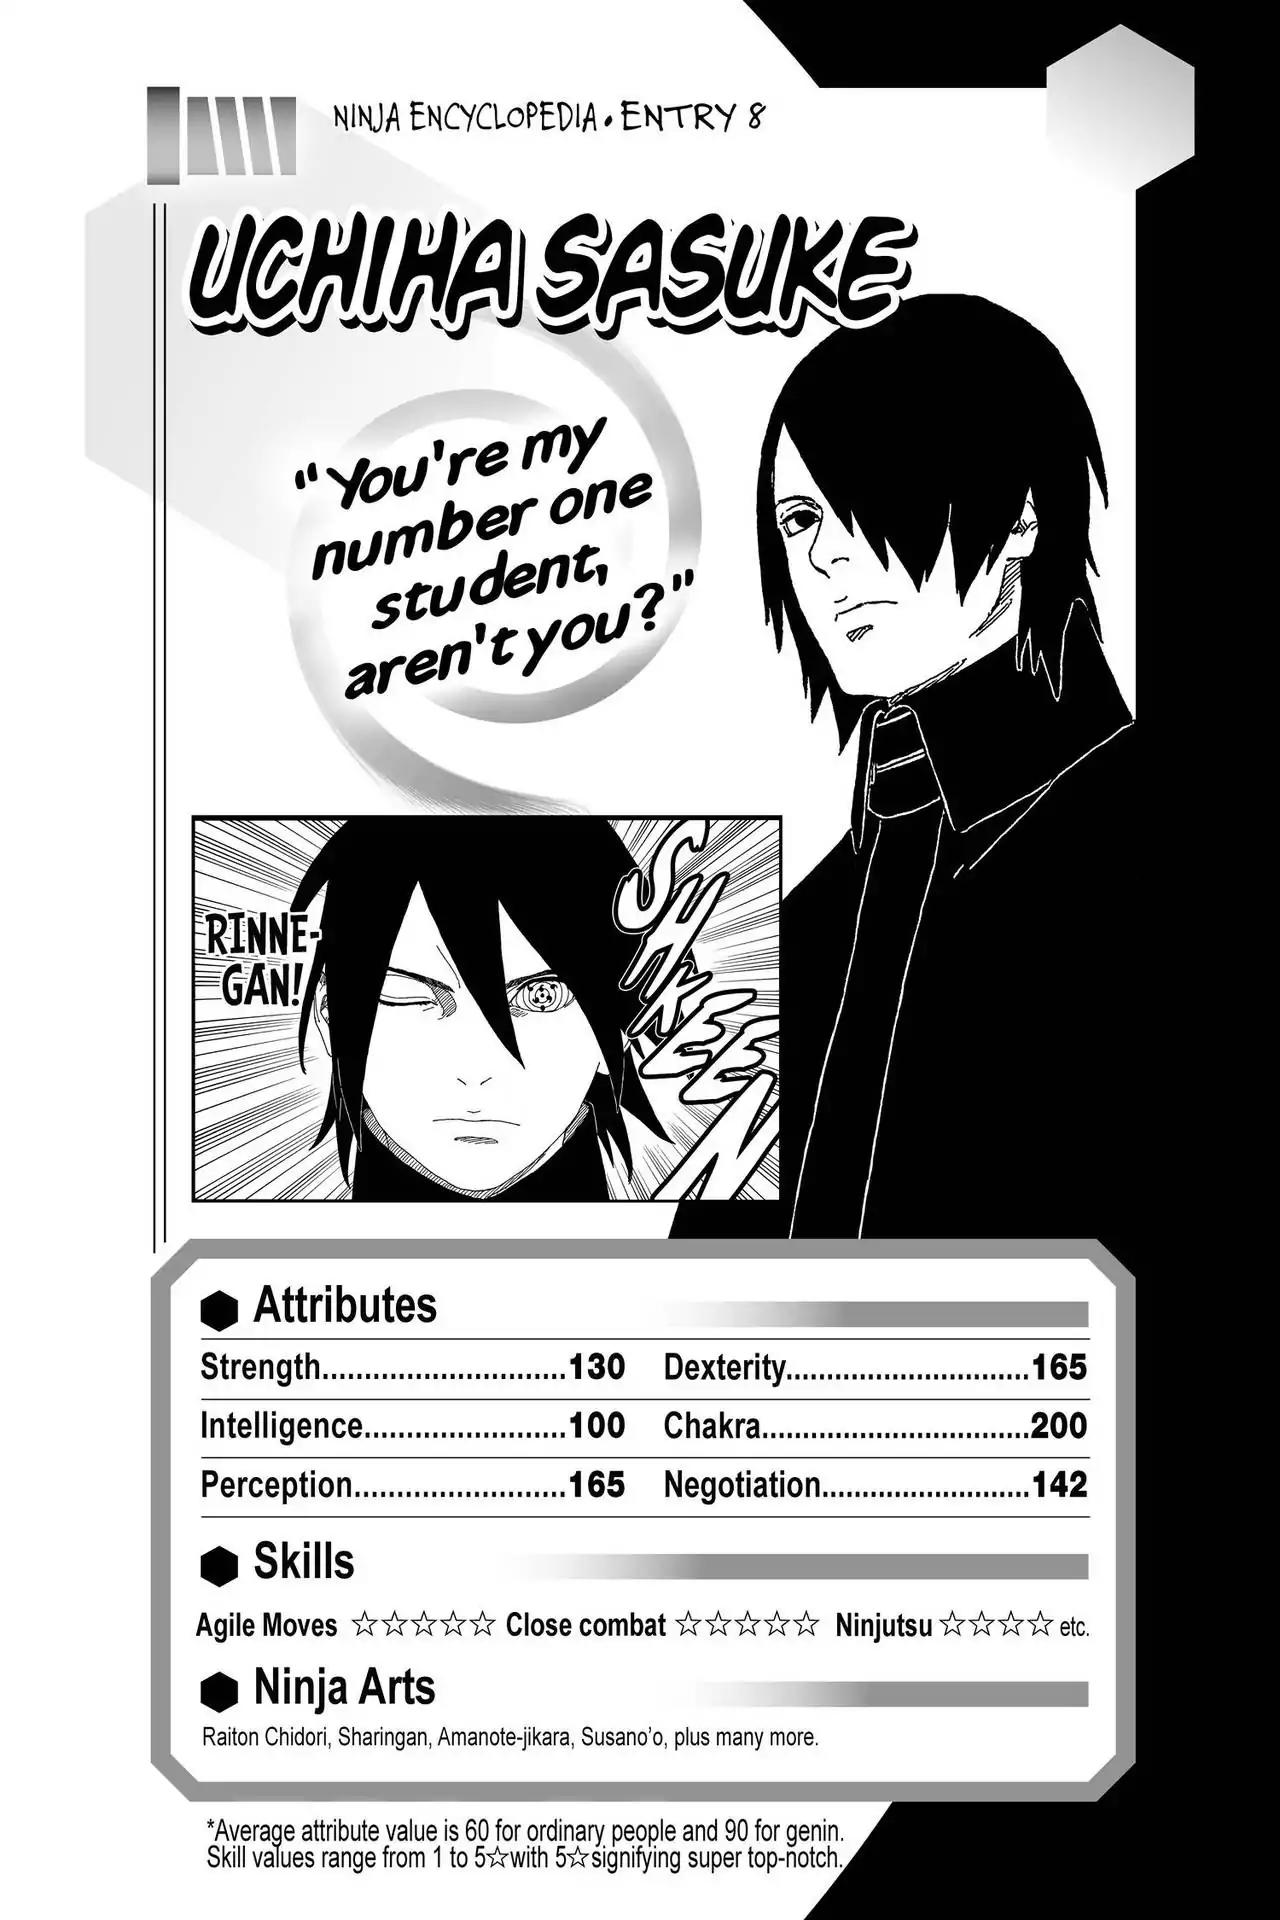 NINJA ENCYCLOPEDIA • ENTRY 8
UCHIHA SASUKE
"You're my
number one
student,
aren't you?"
RINNE-
GAN!
SHKEEN
Attributes
Strength............................130 Dexterity..............................165
Intelligence........................100 Chakra.................................200
Perception.........................165 Negotiation..........................142
Skills
Agile Moves ☆☆☆☆☆ Close combat ☆☆☆☆☆ Ninjutsu ☆☆☆☆ etc.
Ninja Arts
Raiton Chidori, Sharingan, Amanote-jikara, Susano’o, plus many more.
*Average attribute value is 60 for ordinary people and 90 for genin.
Skill values range from 1 to 5☆with 5☆signifying super top-notch.